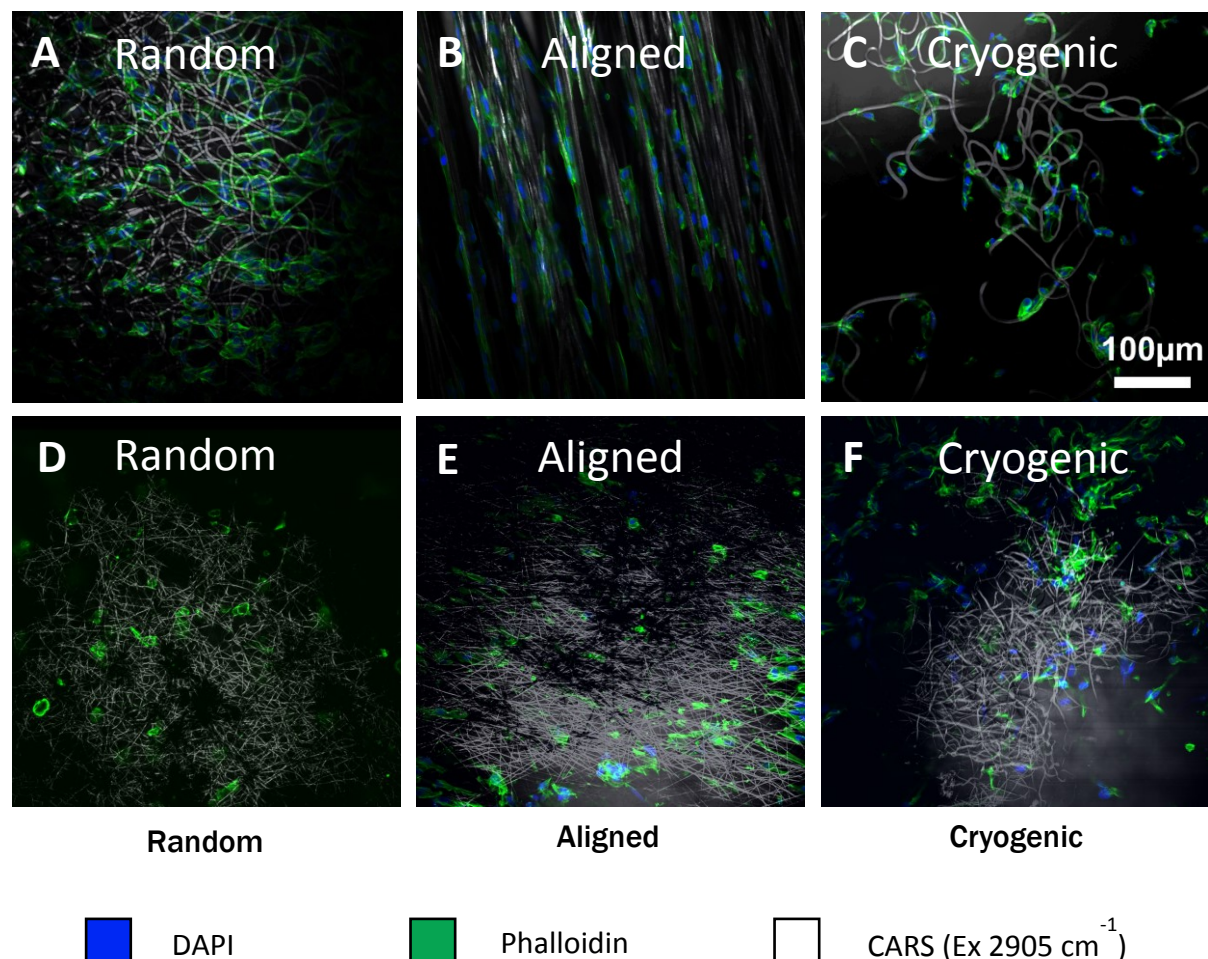 A Random
B Aligned
C Cryogenic
100µm
D Random
E Aligned
F Cryogenic
Random
Aligned
Cryogenic
DAPI
Phalloidin
CARS (Ex 2905 cm⁻¹)